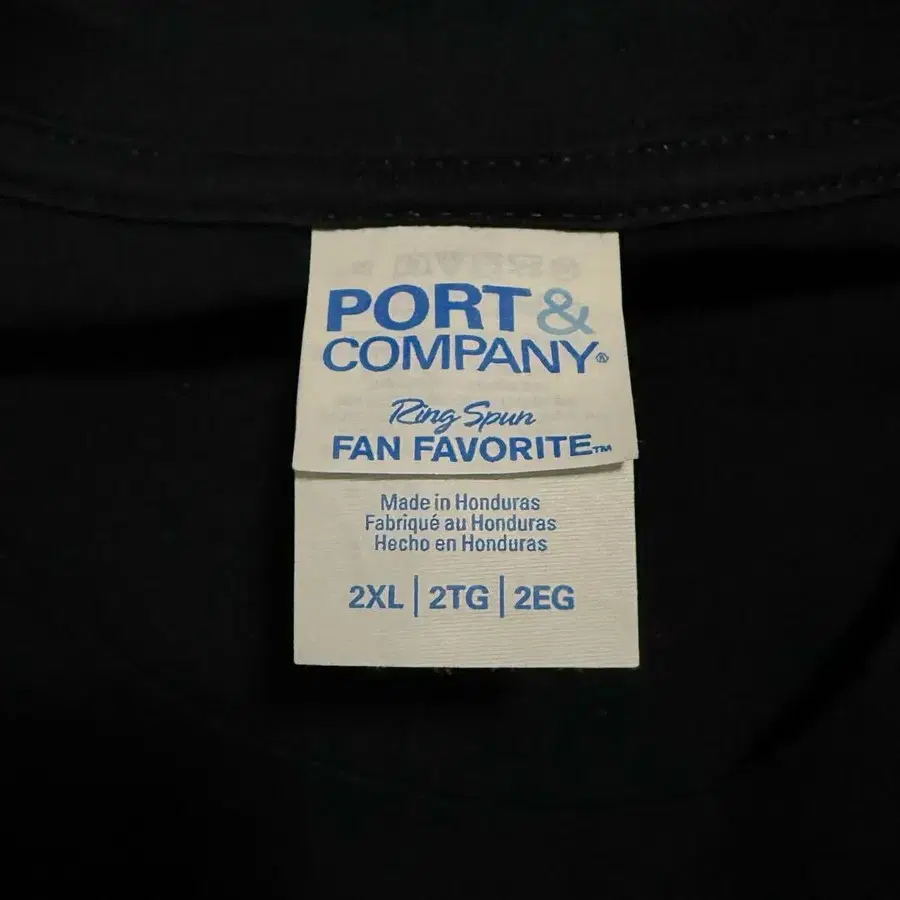 PORT &
COMPANY®
Ring Spun
FAN FAVORITE™
Made in Honduras
Fabriqué au Honduras
Hecho en Honduras
2XL | 2TG | 2EG